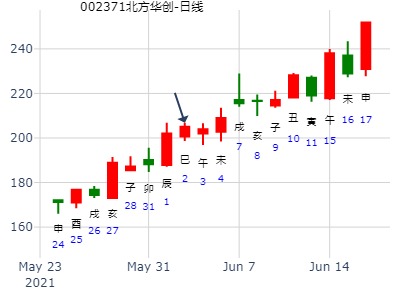 002371北方华创-日线
240
220
200
180
160
申
24
酉
25
戌
26
亥
27
子
28
卯
31
辰
1
巳
2
午
3
未
4
戌
7
亥
8
子
9
丑
10
寅
11
午
15
未
16
申
17
May 23
2021
May 31
Jun 7
Jun 14